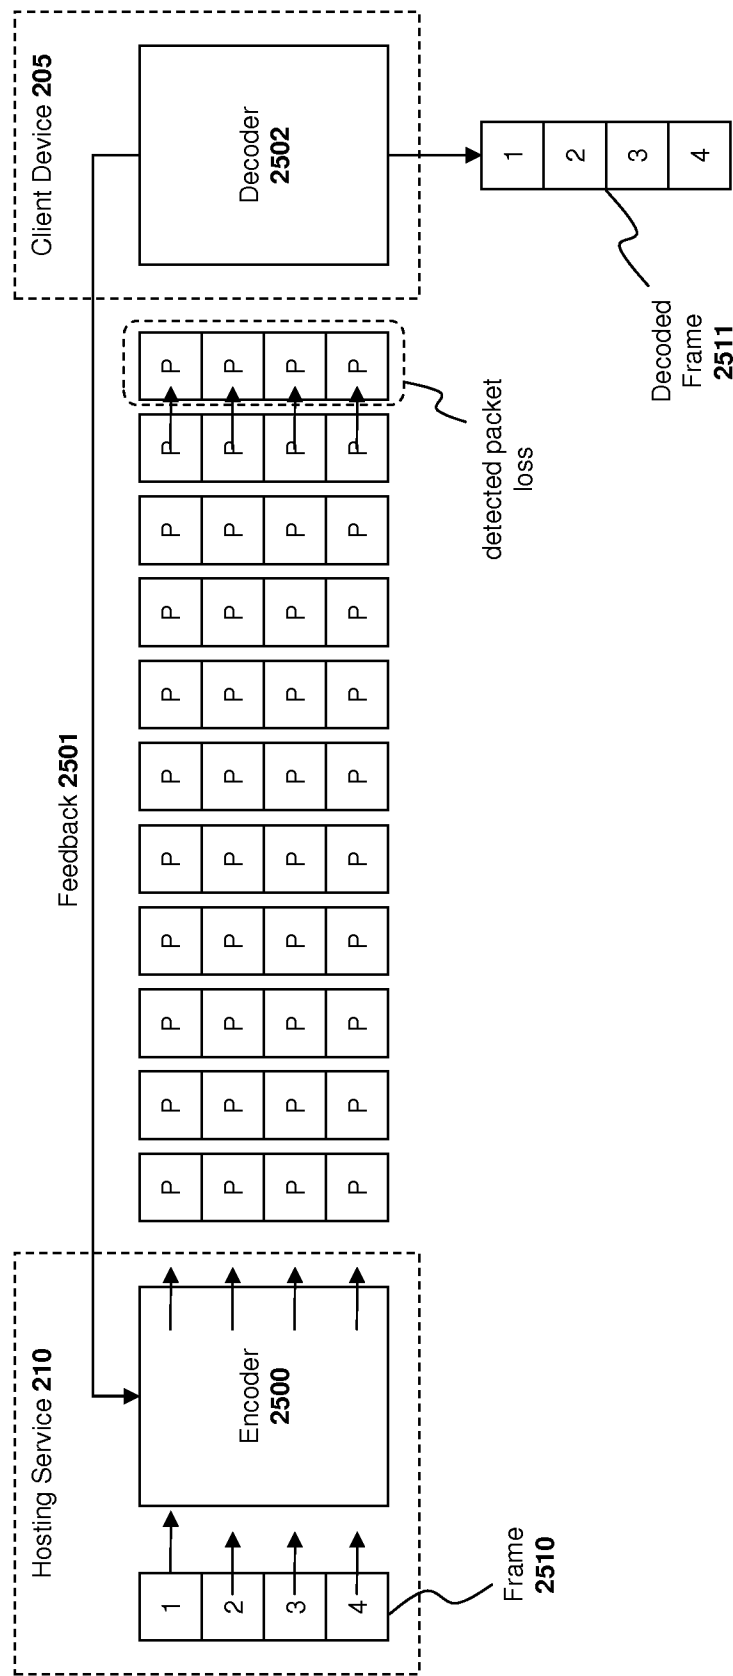 Hosting Service 210
Feedback 2501
Client Device 205
1
2
3
4
Encoder
2500
P P P P P P P P P P P
P P P P P P P P P P P
P P P P P P P P P P P
P P P P P P P P P P P
Decoder
2502
Frame
2510
detected packet
loss
1
2
3
4
Decoded
Frame
2511